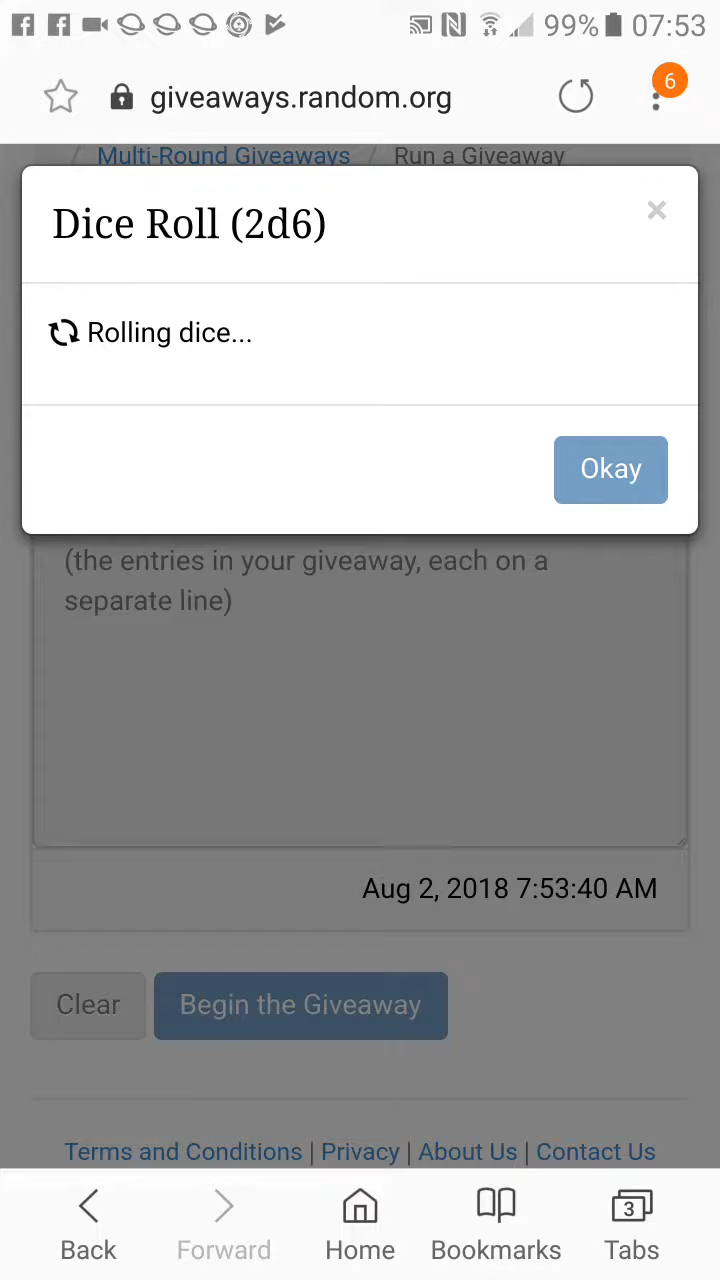 99% 07:53
giveaways.random.org
6
/ Multi-Round Giveaways / Run a Giveaway
Dice Roll (2d6)
×
Rolling dice...
Okay
(the entries in your giveaway, each on a
separate line)
Aug 2, 2018 7:53:40 AM
Clear Begin the Giveaway
Terms and Conditions | Privacy | About Us | Contact Us
3
Back Forward Home Bookmarks Tabs